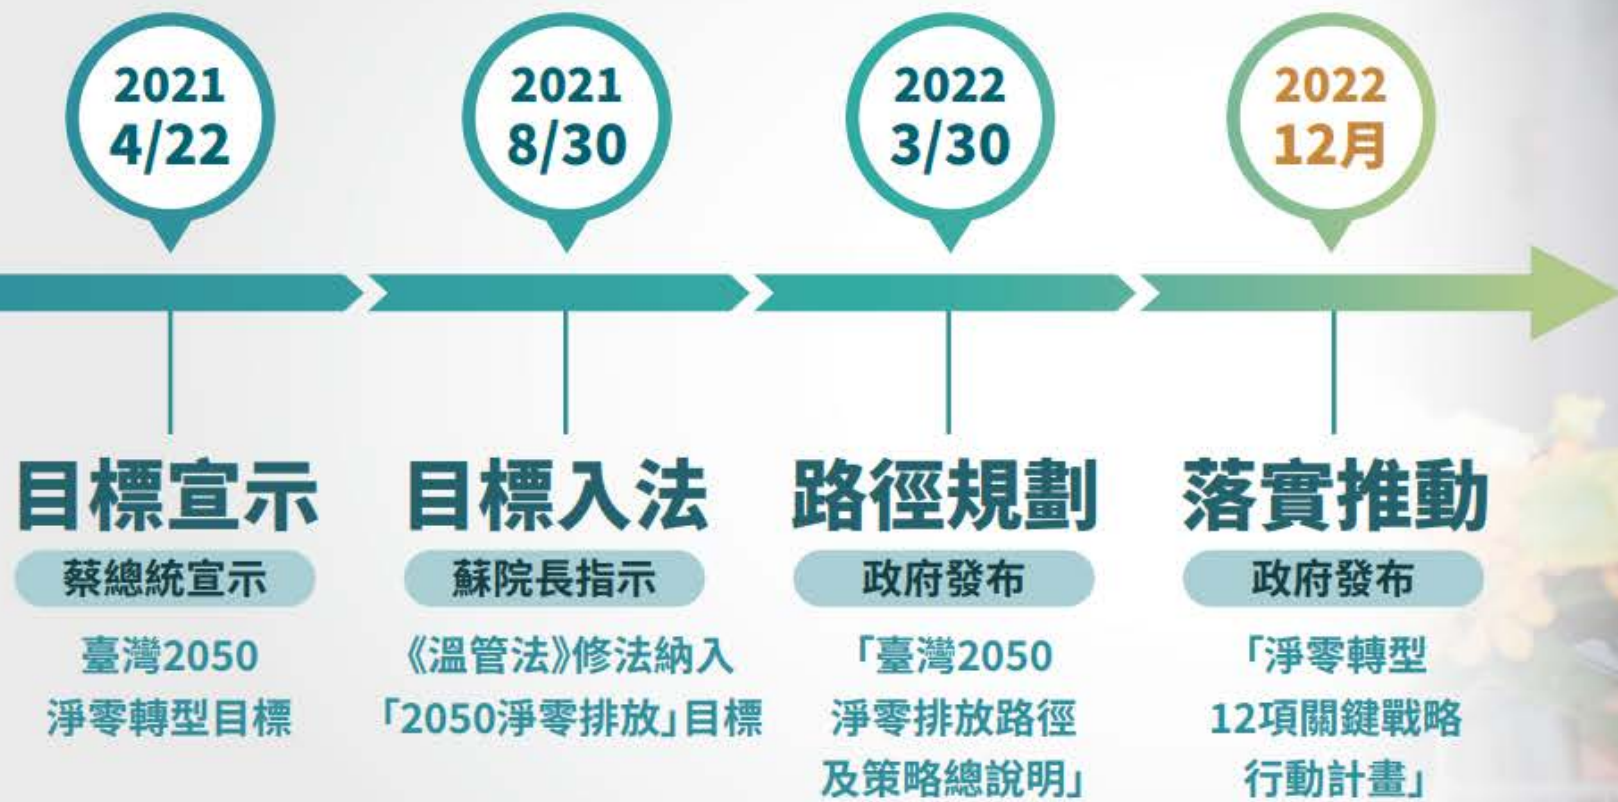 2021
4/22
目標宣示
蔡總統宣示
臺灣2050
淨零轉型目標
2021
8/30
目標入法
蘇院長指示
《溫管法》修法納入
「2050淨零排放」目標
2022
3/30
路徑規劃
政府發布
「臺灣2050
淨零排放路徑
及策略總說明」
2022
12月
落實推動
政府發布
「淨零轉型
12項關鍵戰略
行動計畫」